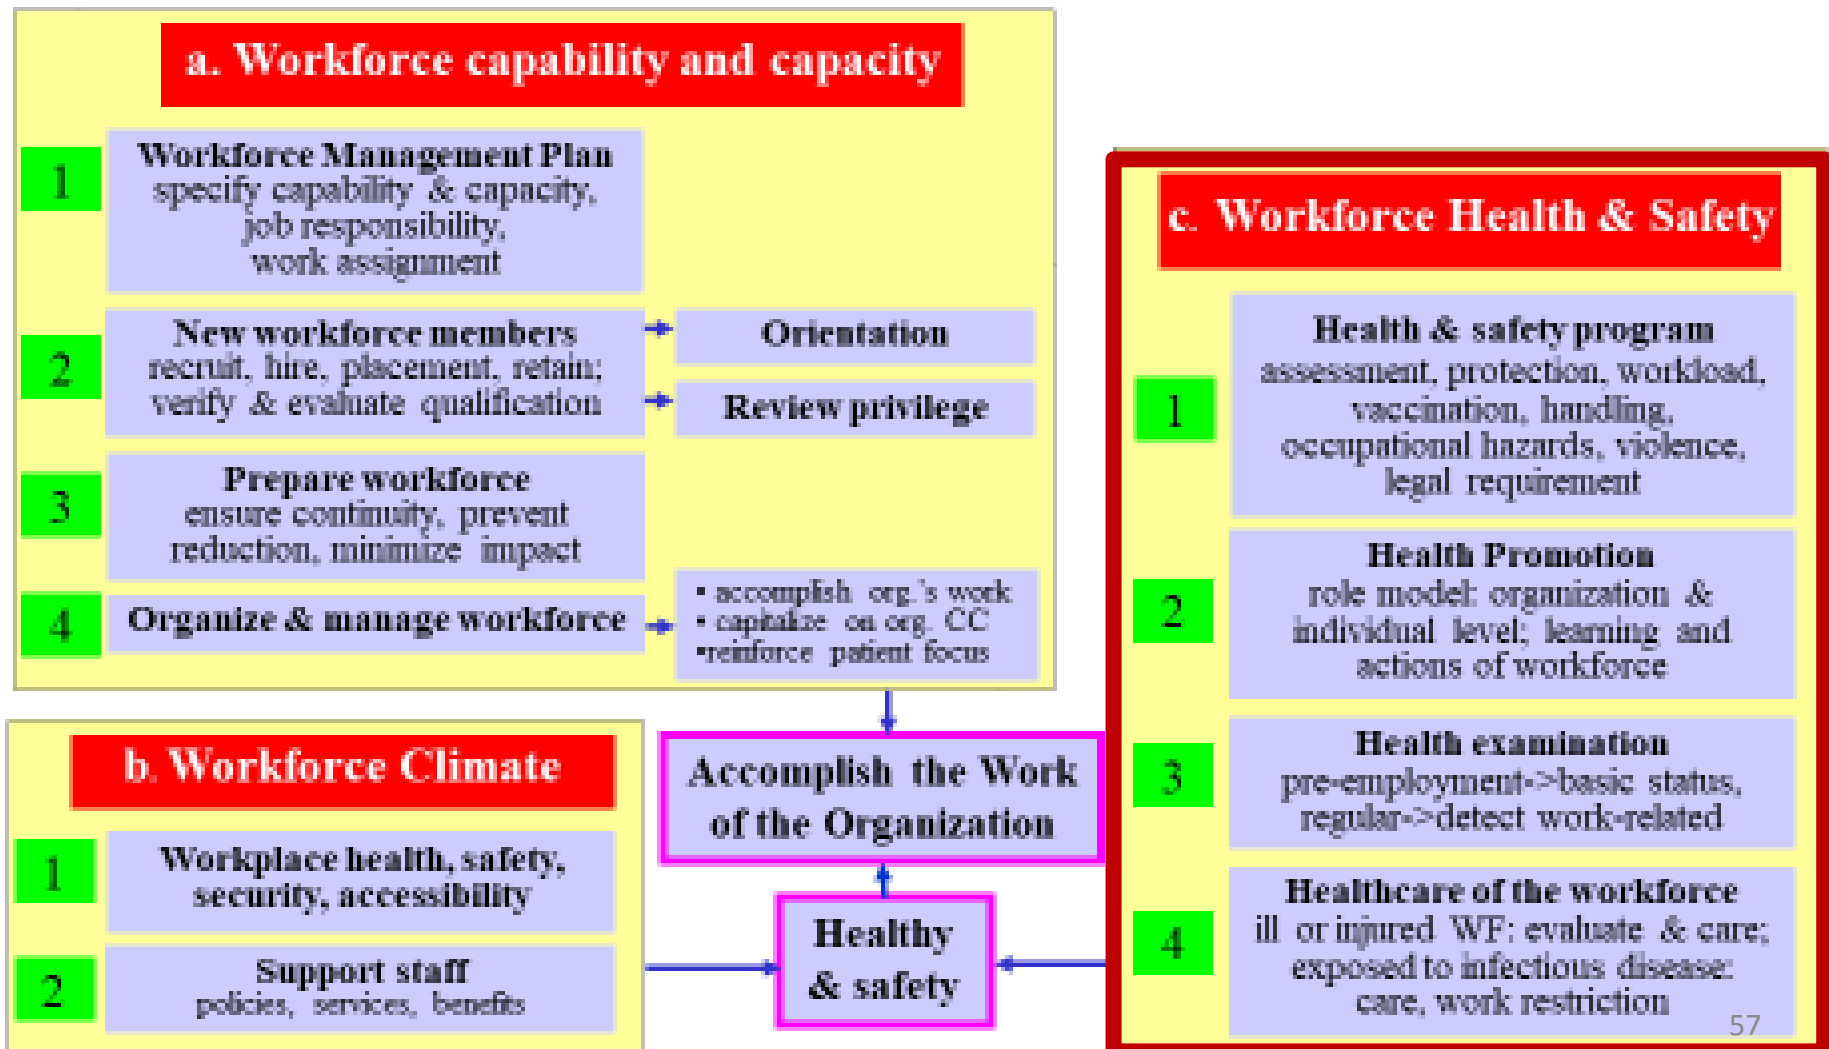 a. Workforce capability and capacity
1
Workforce Management Plan
specify capability & capacity,
job responsibility,
work assignment
2
New workforce members
recruit, hire, placement, retain;
verify & evaluate qualification
Orientation
Review privilege
3
Prepare workforce
ensure continuity, prevent
reduction, minimize impact
4
Organize & manage workforce
▪ accomplish org.'s work
▪ capitalize on org. CC
▪reinforce patient focus
b. Workforce Climate
1
Workplace health, safety,
security, accessibility
2
Support staff
policies, services, benefits
Accomplish the Work
of the Organization
Healthy
& safety
c. Workforce Health & Safety
1
Health & safety program
assessment, protection, workload,
vaccination, handling,
occupational hazards, violence,
legal requirement
2
Health Promotion
role model: organization &
individual level; learning and
actions of workforce
3
Health examination
pre-employment->basic status,
regular->detect work-related
4
Healthcare of the workforce
ill or injured WF: evaluate & care;
exposed to infectious disease:
care, work restriction
57